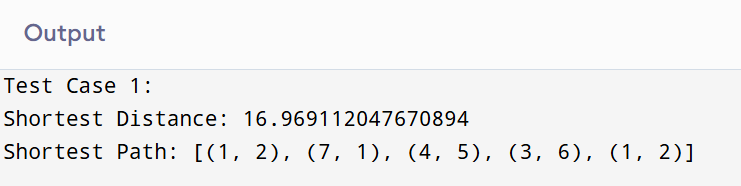 Output
Test Case 1:
Shortest Distance: 16.969112047670894
Shortest Path: [(1, 2), (7, 1), (4, 5), (3, 6), (1, 2)]